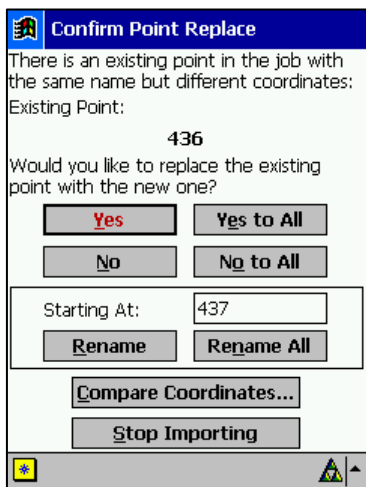 Confirm Point Replace
There is an existing point in the job with
the same name but different coordinates:
Existing Point:
436
Would you like to replace the existing
point with the new one?
Yes
Yes to All
No
No to All
Starting At:
437
Rename
Rename All
Compare Coordinates...
Stop Importing